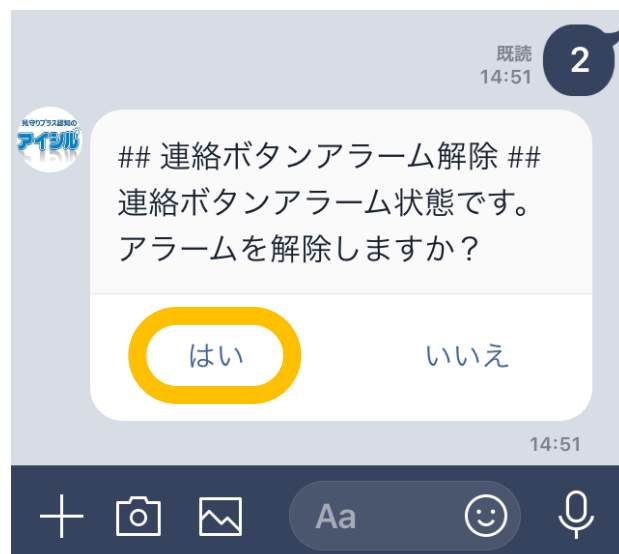 既読
14:51
2
見守りプラス認知の
アイシル
## 連絡ボタンアラーム解除 ##
連絡ボタンアラーム状態です。
アラームを解除しますか？
はい
いいえ
14:51
Aa